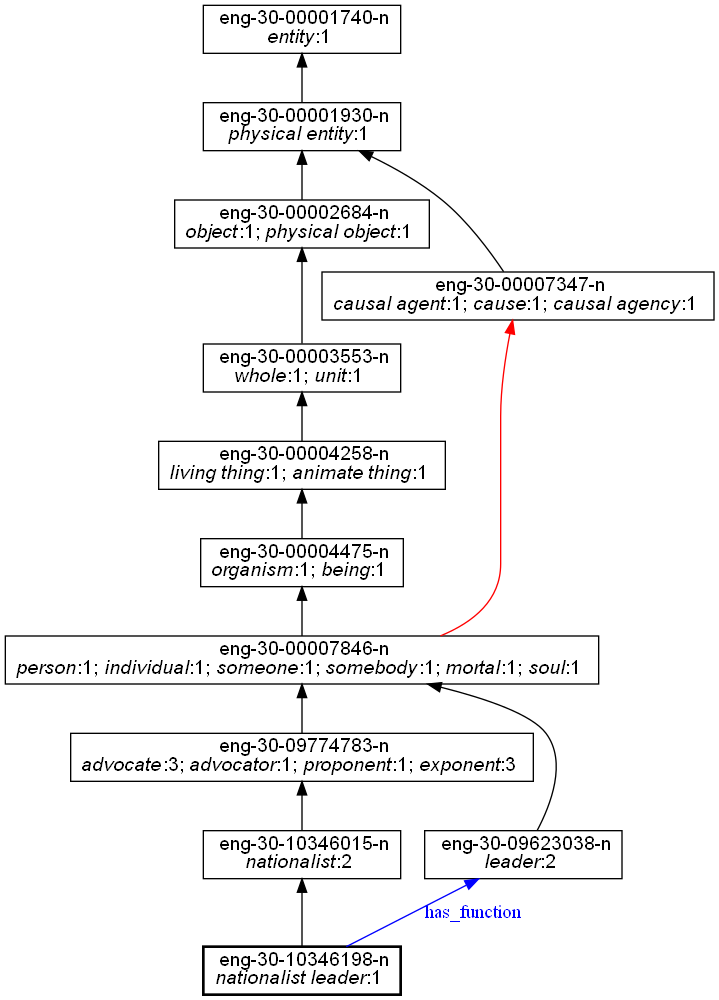 eng-30-00001740-n
entity:1
eng-30-00001930-n
physical entity:1
eng-30-00002684-n
object:1; physical object:1
eng-30-00007347-n
causal agent:1; cause:1; causal agency:1
eng-30-00003553-n
whole:1; unit:1
eng-30-00004258-n
living thing:1; animate thing:1
eng-30-00004475-n
organism:1; being:1
eng-30-00007846-n
person:1; individual:1; someone:1; somebody:1; mortal:1; soul:1
eng-30-09774783-n
advocate:3; advocator:1; proponent:1; exponent:3
eng-30-10346015-n
nationalist:2
eng-30-09623038-n
leader:2
has_function
eng-30-10346198-n
nationalist leader:1